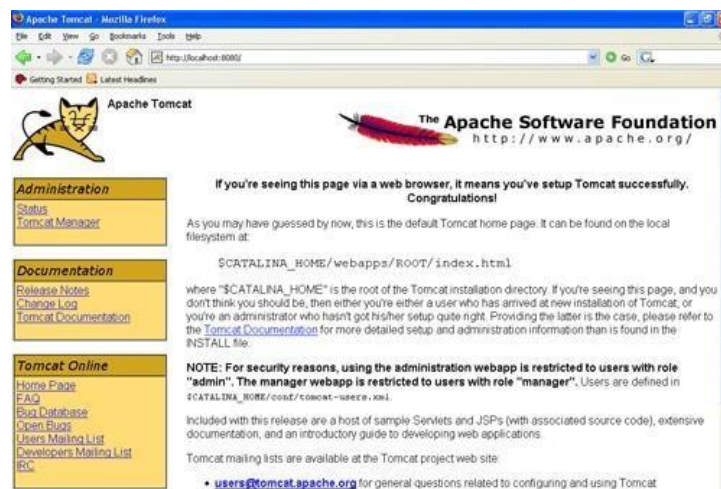 Apache Tomcat - Mozilla Firefox
File Edit View Go Bookmarks Tools Help
http://localhost:8080/
Go
Getting Started Latest Headlines
Apache Tomcat
The Apache Software Foundation
http://www.apache.org/
Administration
Status
Tomcat Manager
Documentation
Release Notes
Change Log
Tomcat Documentation
Tomcat Online
Home Page
FAQ
Bug Database
Open Bugs
Users Mailing List
Developers Mailing List
IRC
If you're seeing this page via a web browser, it means you've setup Tomcat successfully.
Congratulations!
As you may have guessed by now, this is the default Tomcat home page. It can be found on the local
filesystem at:
$CATALINA_HOME/webapps/ROOT/index.html
where "$CATALINA_HOME" is the root of the Tomcat installation directory. If you're seeing this page, and you
don't think you should be, then either you're either a user who has arrived at new installation of Tomcat, or
you're an administrator who hasn't got his/her setup quite right. Providing the latter is the case, please refer to
the Tomcat Documentation for more detailed setup and administration information than is found in the
INSTALL file.
NOTE: For security reasons, using the administration webapp is restricted to users with role
"admin". The manager webapp is restricted to users with role "manager". Users are defined in
$CATALINA_HOME/conf/tomcat-users.xml.
Included with this release are a host of sample Servlets and JSPs (with associated source code), extensive
documentation, and an introductory guide to developing web applications.
Tomcat mailing lists are available at the Tomcat project web site:
• users@tomcat.apache.org for general questions related to configuring and using Tomcat